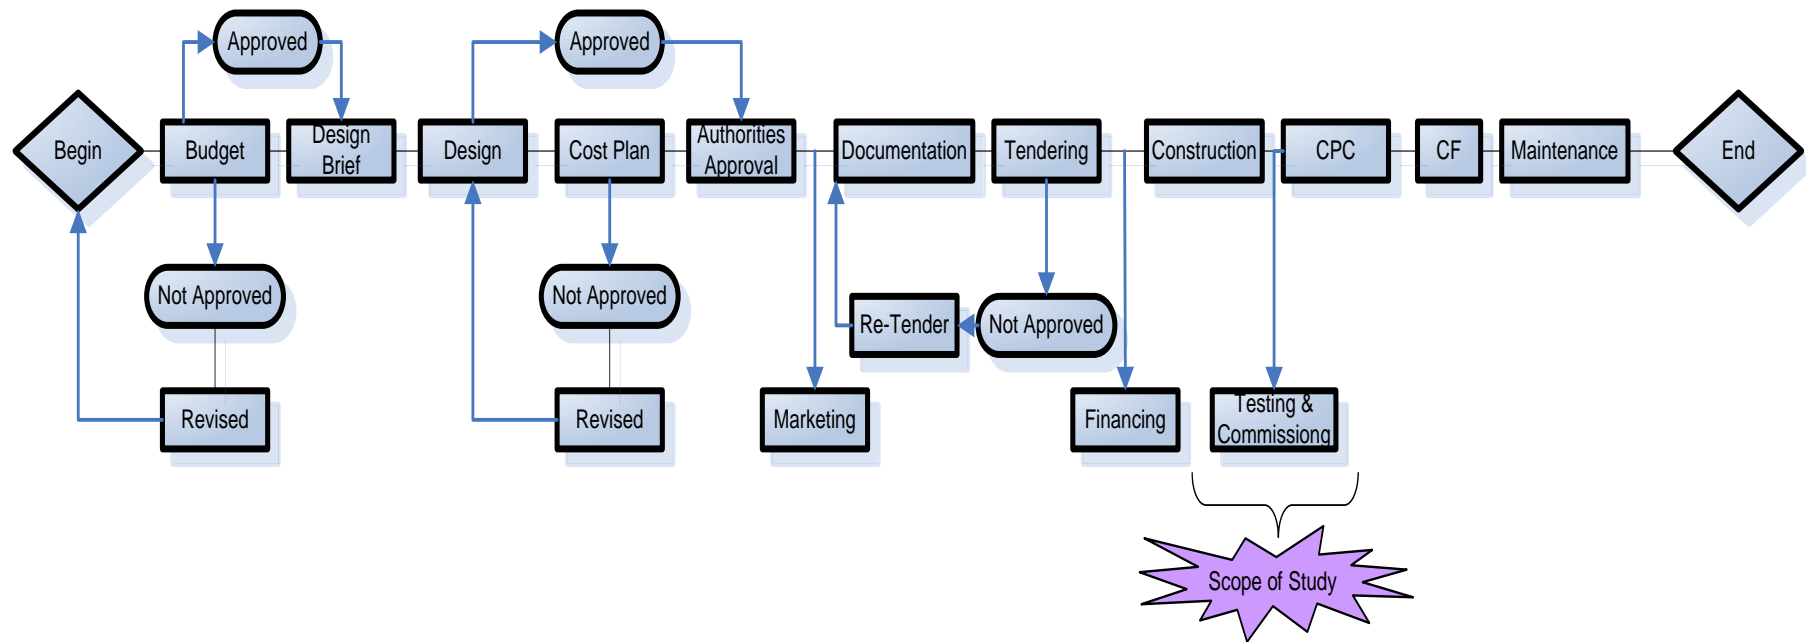 Approved
Approved
Begin
Budget
Design
Brief
Design
Cost Plan
Authorities
Approval
Documentation
Tendering
Construction
CPC
CF
Maintenance
End
Not Approved
Not Approved
Re-Tender
Not Approved
Revised
Revised
Marketing
Financing
Testing &
Commissiong
Scope of Study